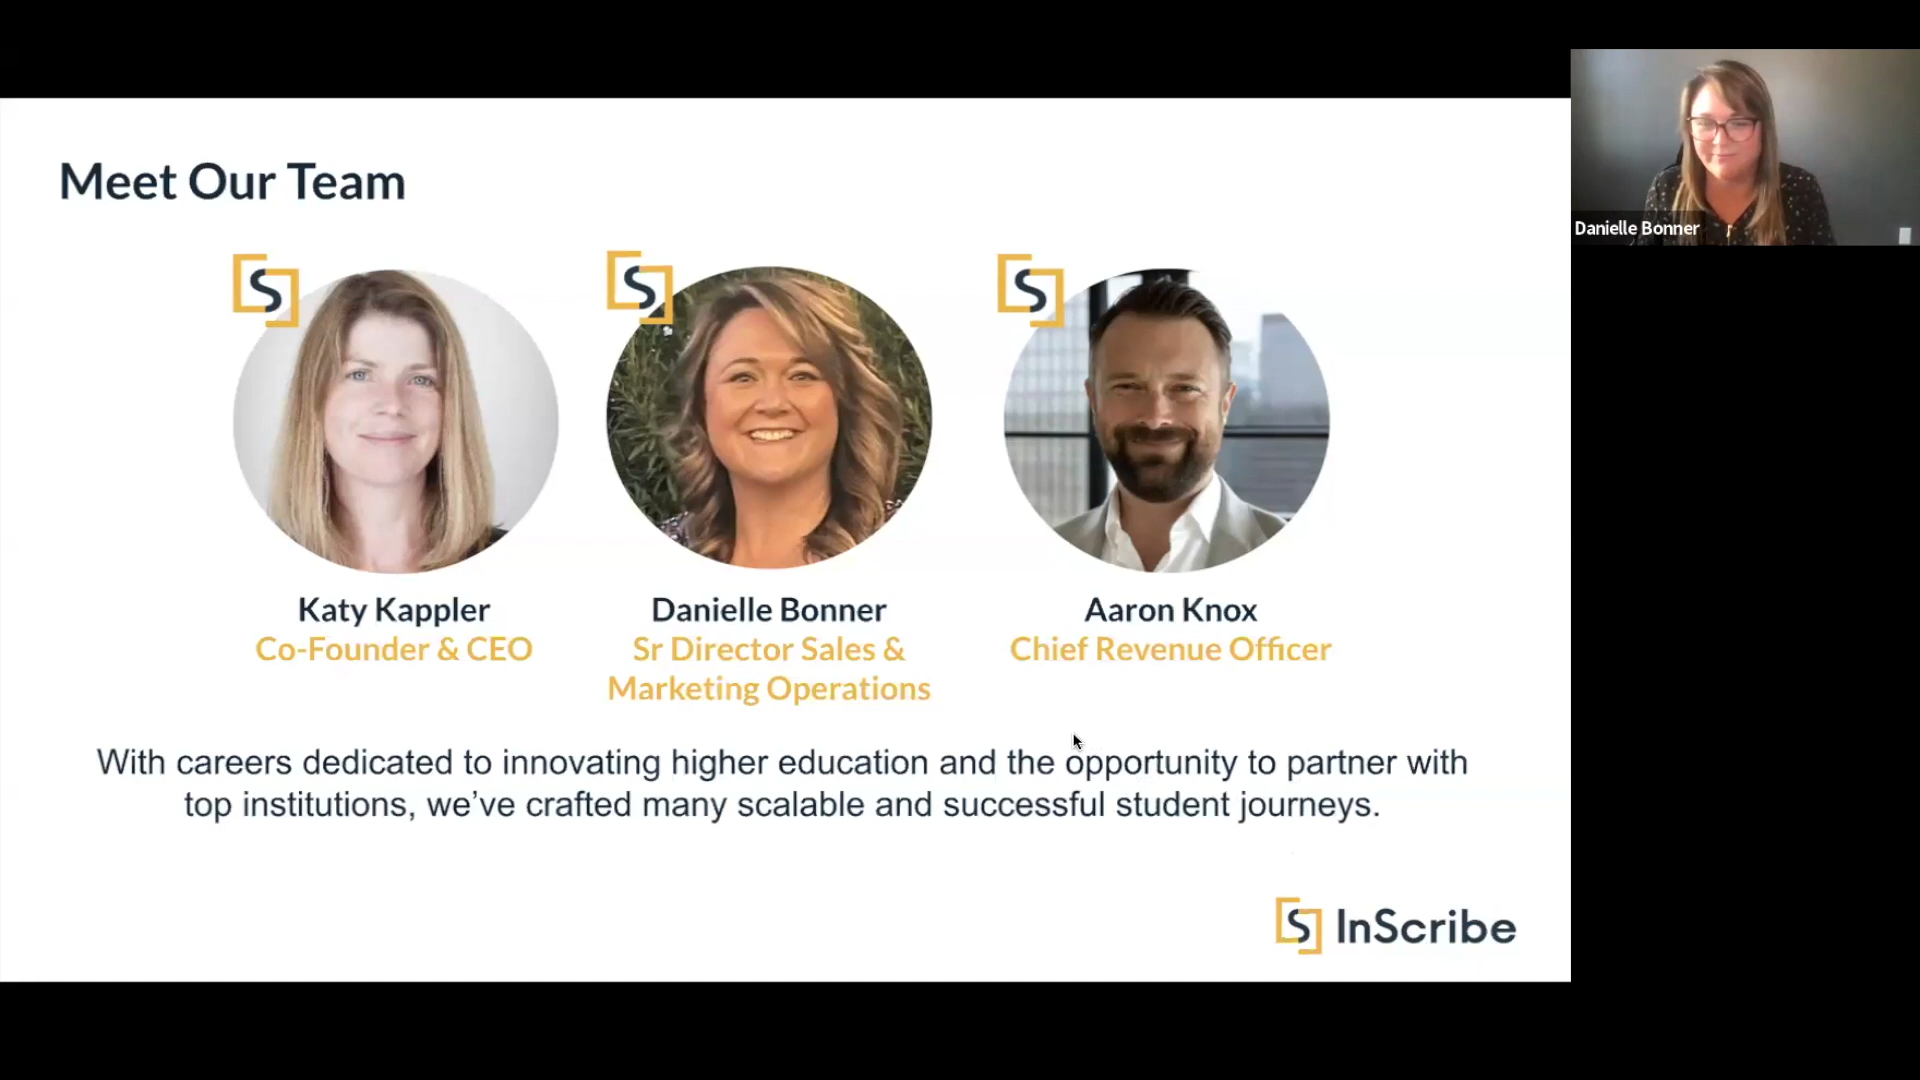 Meet Our Team
S
S
S
Katy Kappler
Co-Founder & CEO
Danielle Bonner
Sr Director Sales &
Marketing Operations
Aaron Knox
Chief Revenue Officer
With careers dedicated to innovating higher education and the opportunity to partner with
top institutions, we’ve crafted many scalable and successful student journeys.
S InScribe
Danielle Bonner